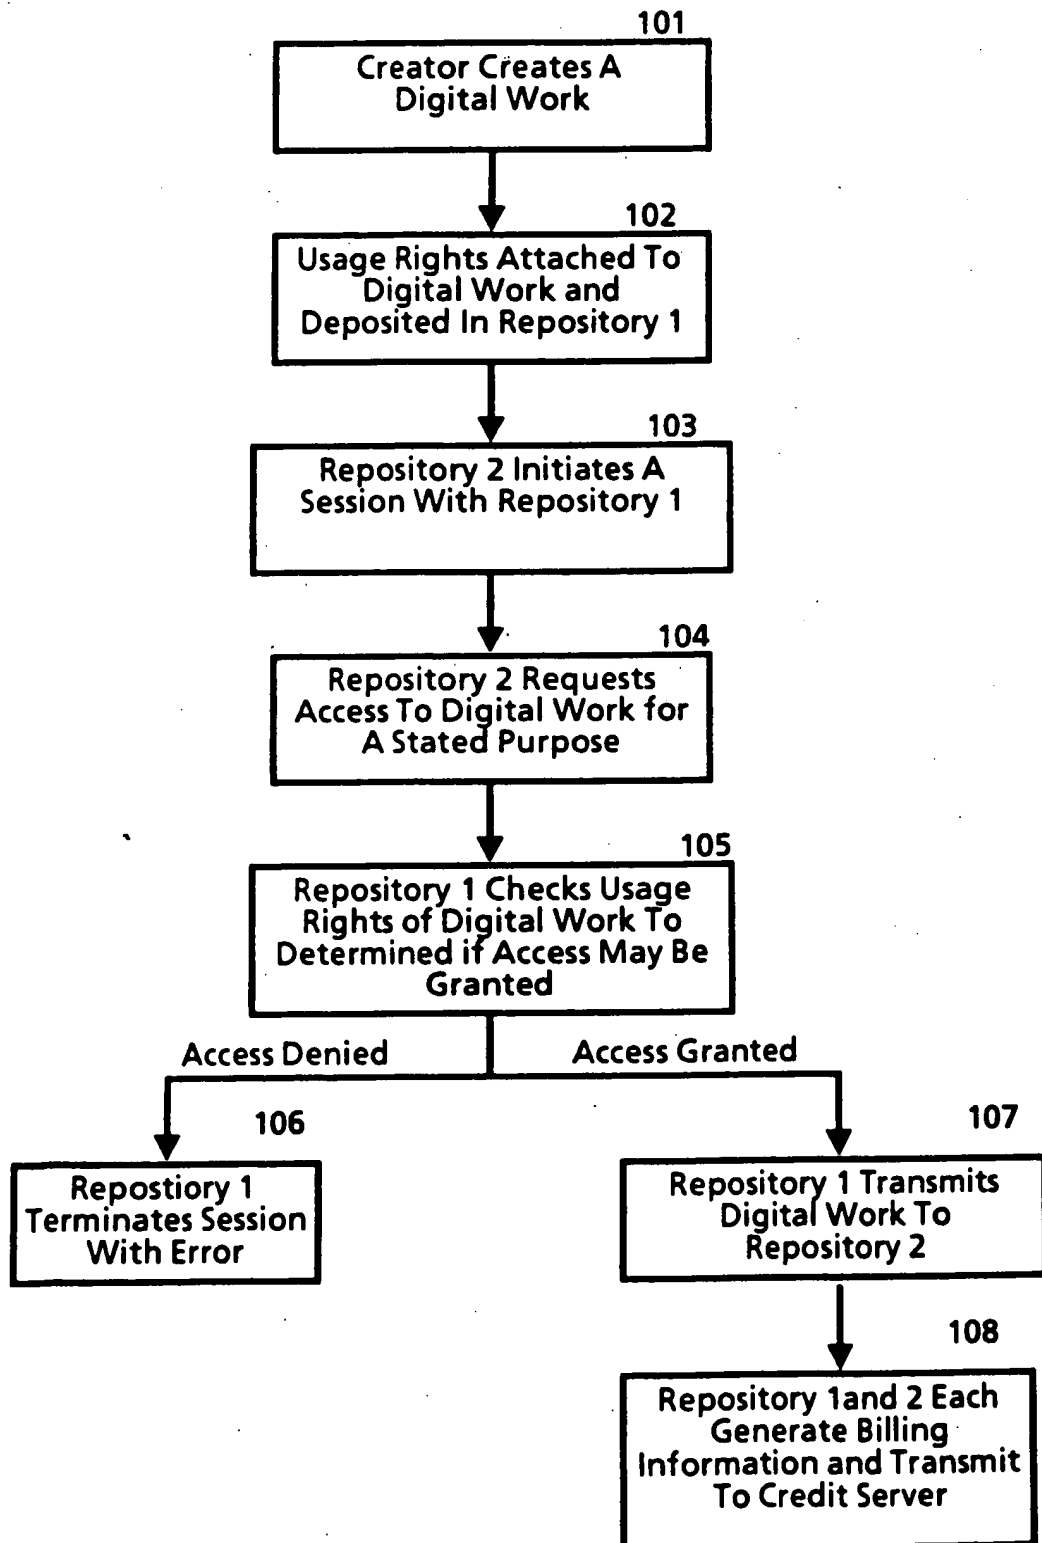 101
Creator Creates A
Digital Work
102
Usage Rights Attached To
Digital Work and
Deposited In Repository 1
103
Repository 2 Initiates A
Session With Repository 1
104
Repository 2 Requests
Access To Digital Work for
A Stated Purpose
105
Repository 1 Checks Usage
Rights of Digital Work To
Determined if Access May Be
Granted
Access Denied
Access Granted
106
Repostiory 1
Terminates Session
With Error
107
Repository 1 Transmits
Digital Work To
Repository 2
108
Repository 1and 2 Each
Generate Billing
Information and Transmit
To Credit Server